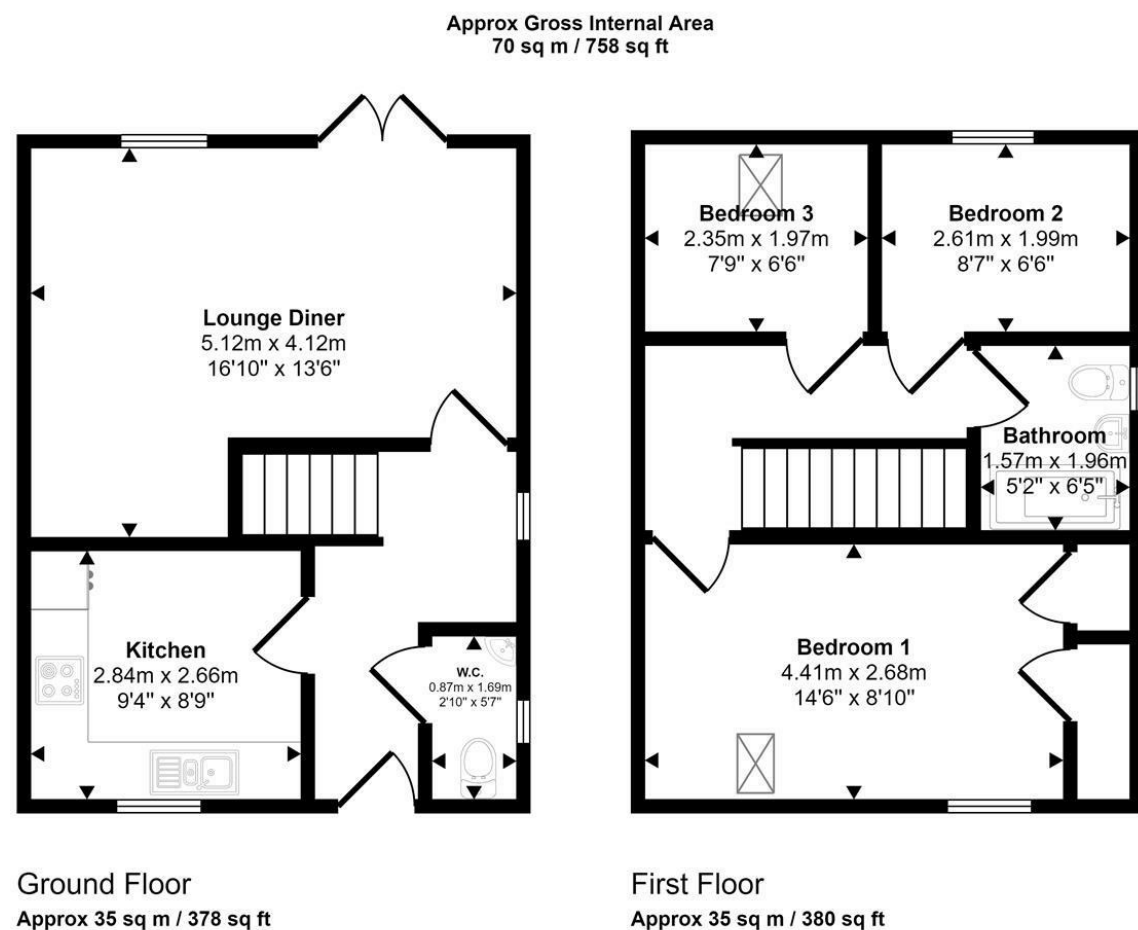 Approx Gross Internal Area
70 sq m / 758 sq ft
Lounge Diner
5.12m x 4.12m
16'10" x 13'6"
Kitchen
2.84m x 2.66m
9'4" x 8'9"
W.C.
0.87m x 1.69m
2'10" x 5'7"
Ground Floor
Approx 35 sq m / 378 sq ft
Bedroom 3
2.35m x 1.97m
7'9" x 6'6"
Bedroom 2
2.61m x 1.99m
8'7" x 6'6"
Bathroom
1.57m x 1.96m
5'2" x 6'5"
Bedroom 1
4.41m x 2.68m
14'6" x 8'10"
First Floor
Approx 35 sq m / 380 sq ft